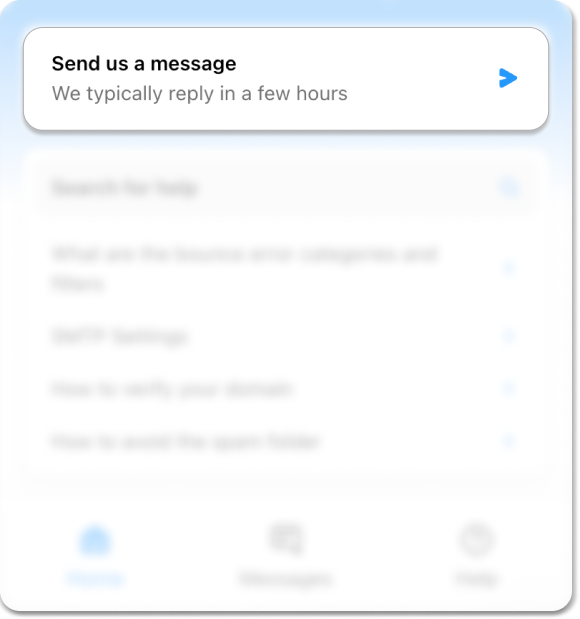 Send us a message
We typically reply in a few hours
Search for help
What are the bounce error categories and
filters
SMTP Settings
How to verify your domain
How to avoid the spam folder
Home
Messages
Help